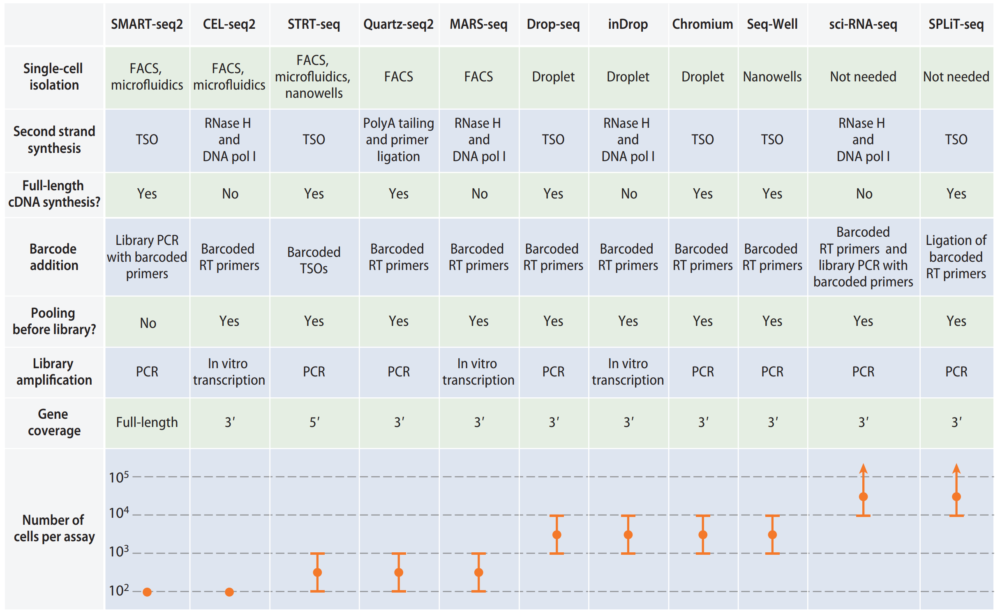 SMART-seq2 CEL-seq2 STRT-seq Quartz-seq2 MARS-seq Drop-seq inDrop Chromium Seq-Well sci-RNA-seq SPLiT-seq
Single-cell
isolation
FACS,
microfluidics
FACS,
microfluidics
FACS,
microfluidics,
nanowells
FACS
FACS
Droplet
Droplet
Droplet
Nanowells
Not needed
Not needed
Second strand
synthesis
TSO
RNase H
and
DNA pol I
TSO
PolyA tailing
and primer
ligation
RNase H
and
DNA pol I
TSO
RNase H
and
DNA pol I
TSO
TSO
RNase H
and
DNA pol I
TSO
Full-length
cDNA synthesis?
Yes
No
Yes
Yes
No
Yes
No
Yes
Yes
No
Yes
Barcode
addition
Library PCR
with barcoded
primers
Barcoded
RT primers
Barcoded
TSOs
Barcoded
RT primers
Barcoded
RT primers
Barcoded
RT primers
Barcoded
RT primers
Barcoded
RT primers
Barcoded
RT primers
Barcoded
RT primers and
library PCR with
barcoded primers
Ligation of
barcoded
RT primers
Pooling
before library?
No
Yes
Yes
Yes
Yes
Yes
Yes
Yes
Yes
Yes
Yes
Library
amplification
PCR
In vitro
transcription
PCR
PCR
In vitro
transcription
PCR
In vitro
transcription
PCR
PCR
PCR
PCR
Gene
coverage
Full-length
3′
5′
3′
3′
3′
3′
3′
3′
3′
3′
Number of
cells per assay
10⁵
10⁴
10³
10²